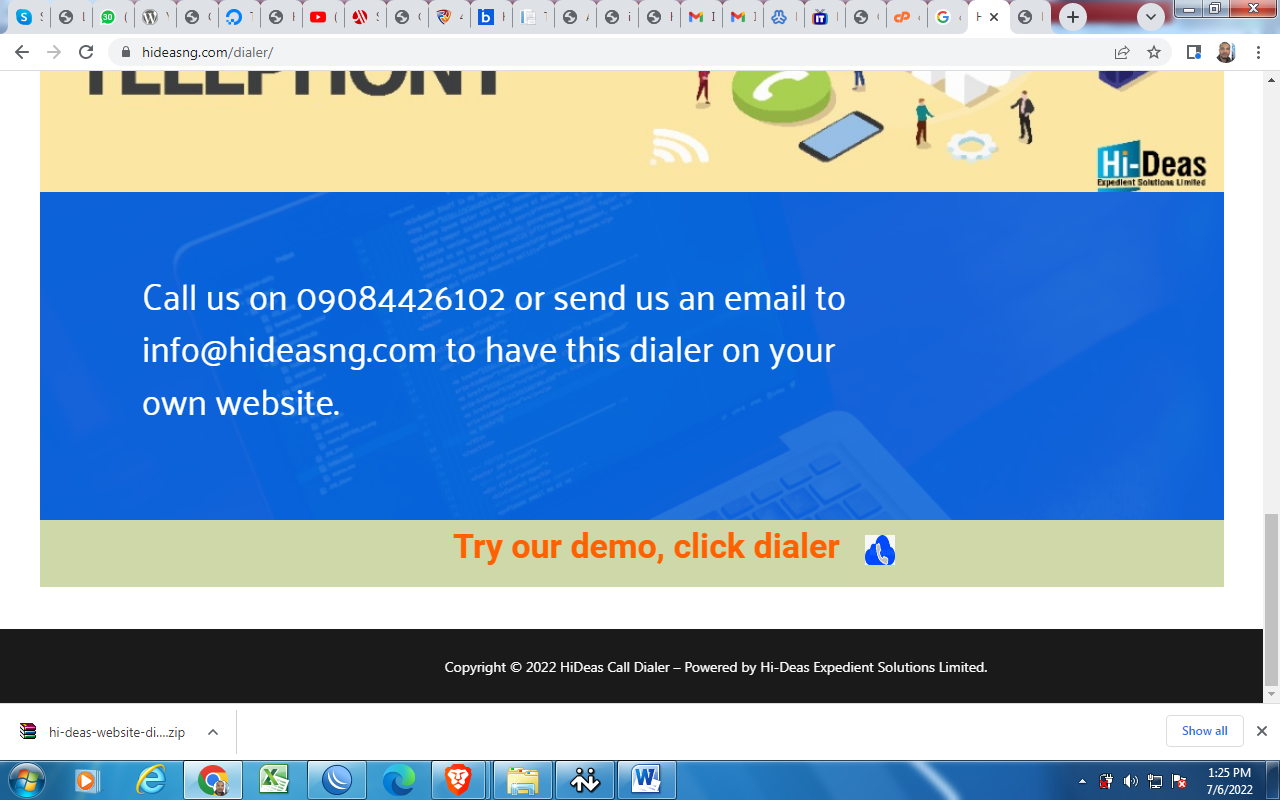 hideasng.com/dialer/
TELEPHONY
Hi-Deas
Expedient Solutions Limited
Call us on 09084426102 or send us an email to
info@hideasng.com to have this dialer on your
own website.
Try our demo, click dialer
Copyright © 2022 HiDeas Call Dialer – Powered by Hi-Deas Expedient Solutions Limited.
hi-deas-website-di....zip
Show all
1:25 PM
7/6/2022